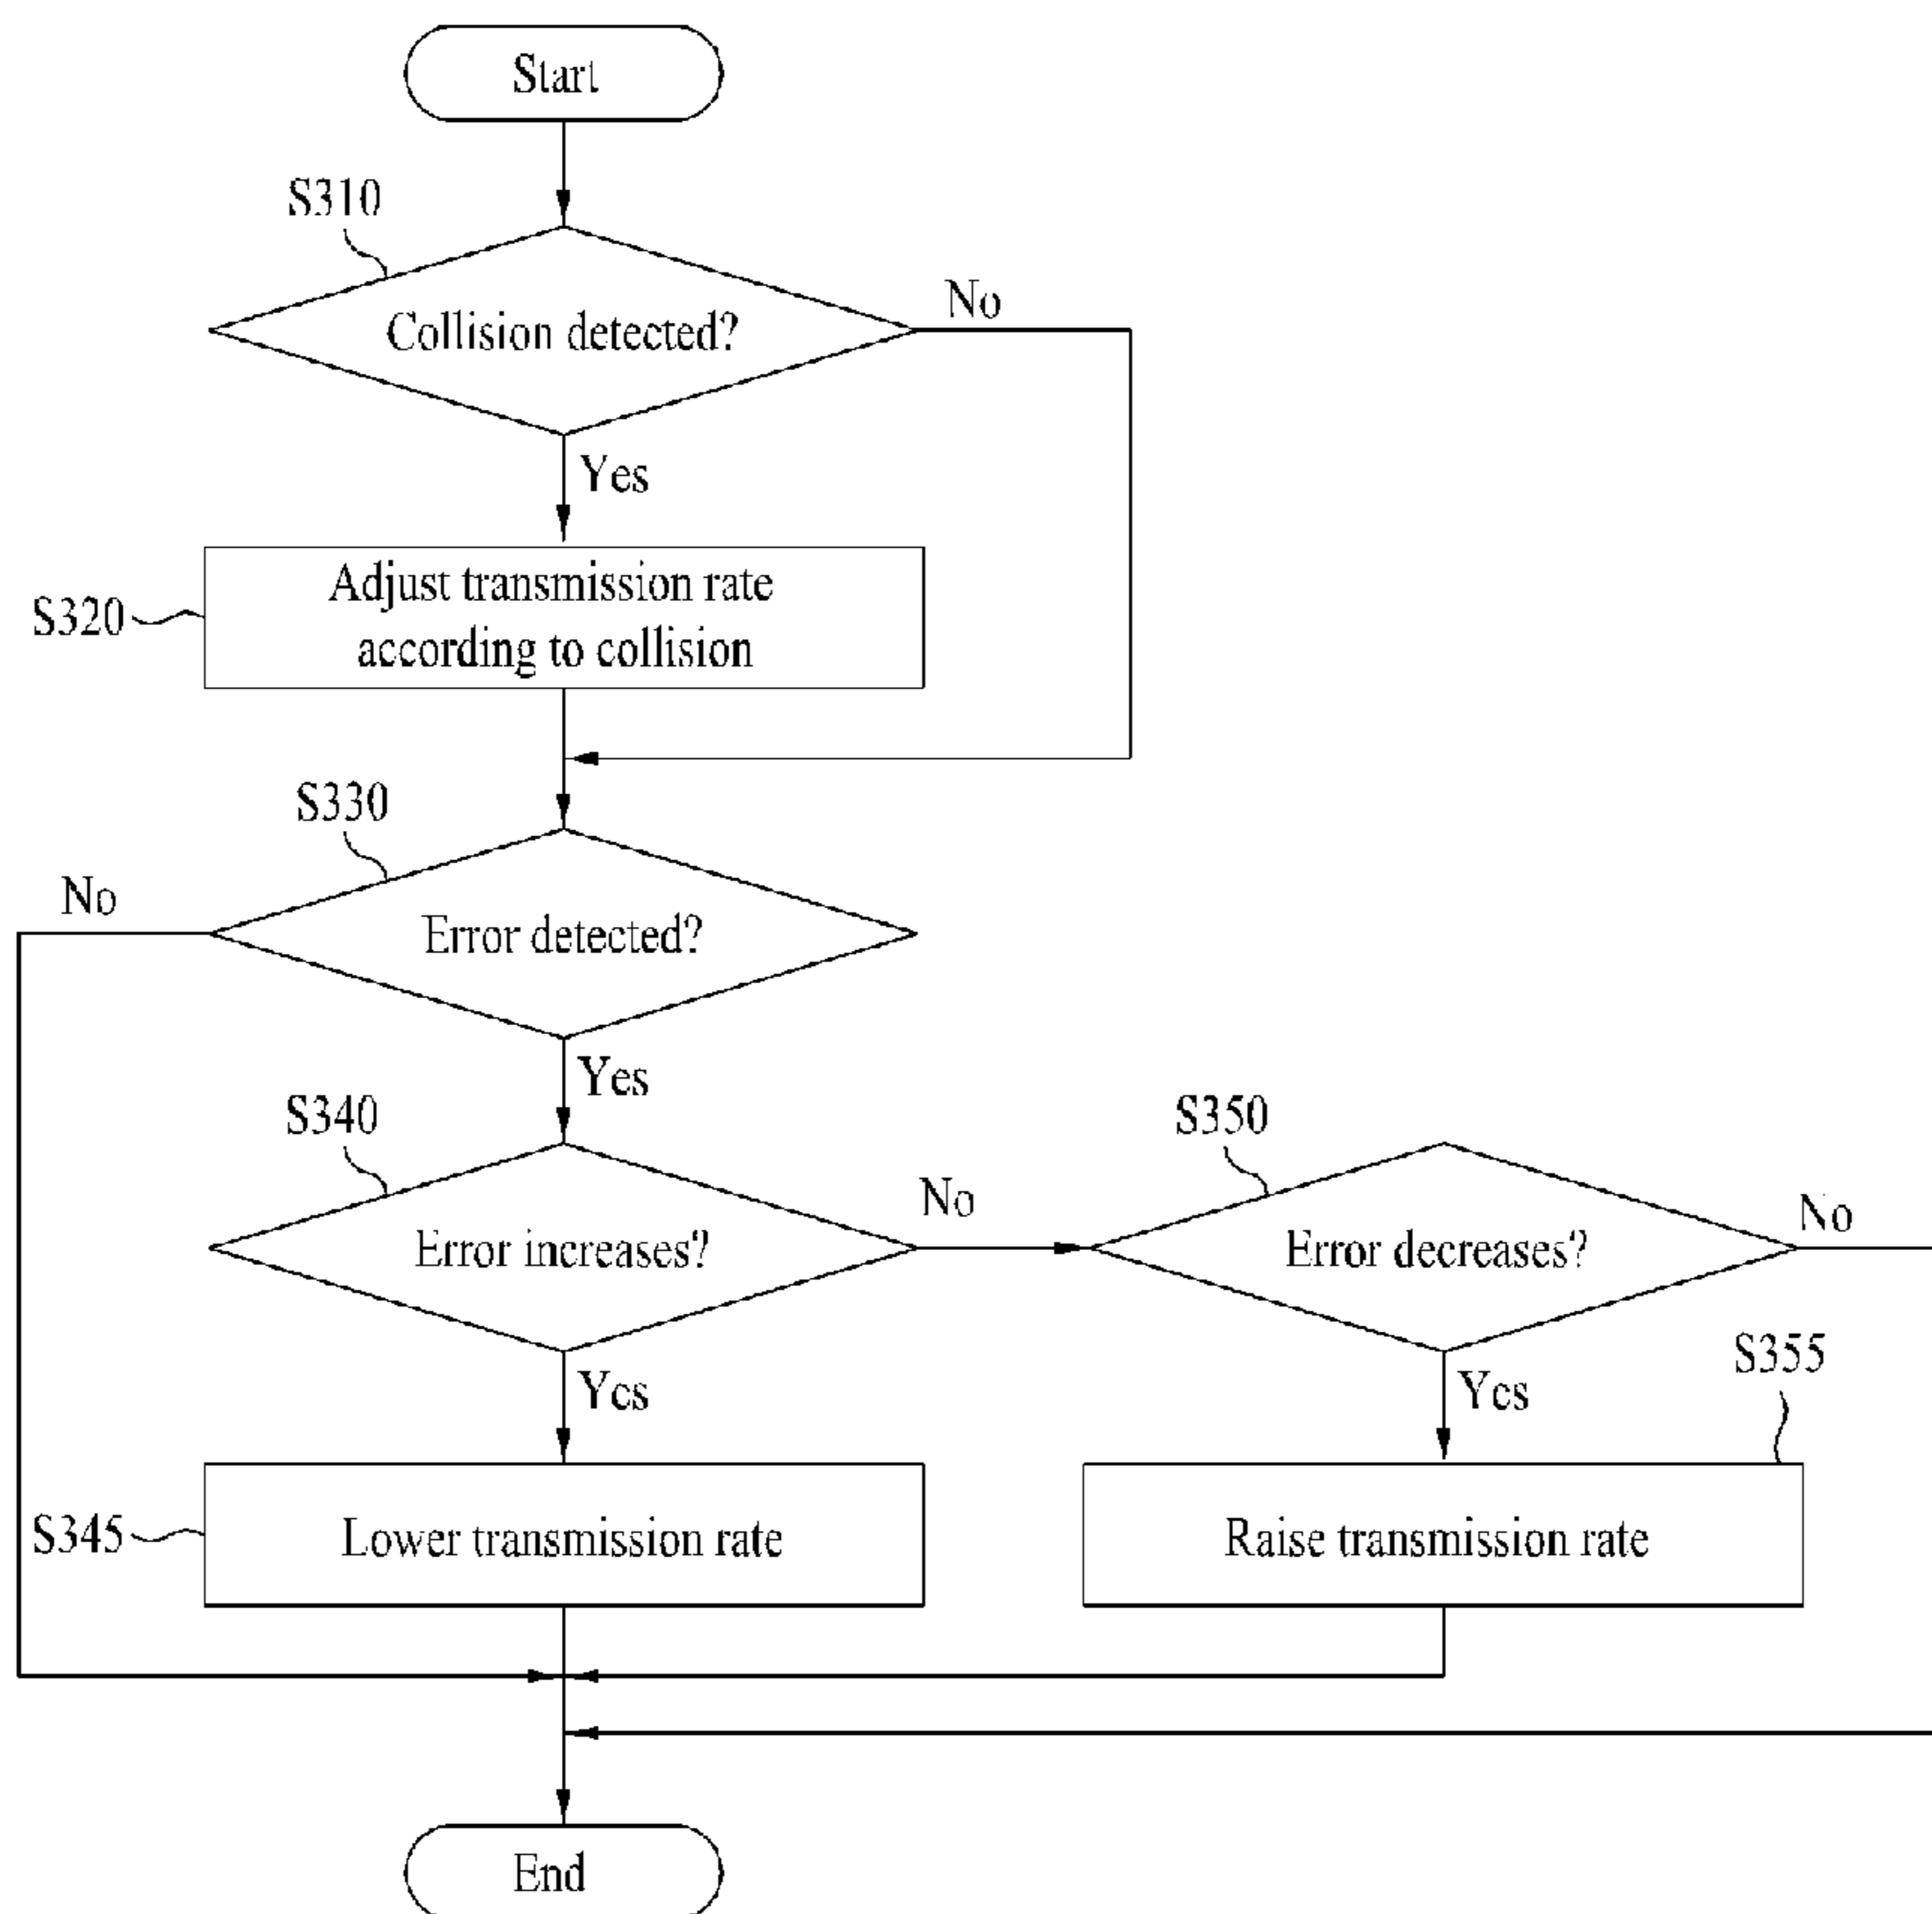 Start
S310
Collision detected?
No
Yes
S320
Adjust transmission rate
according to collision
S330
No
Error detected?
Yes
S340
Error increases?
No
S350
Error decreases?
No
Yes
Yes
S355
S345
Lower transmission rate
Raise transmission rate
End